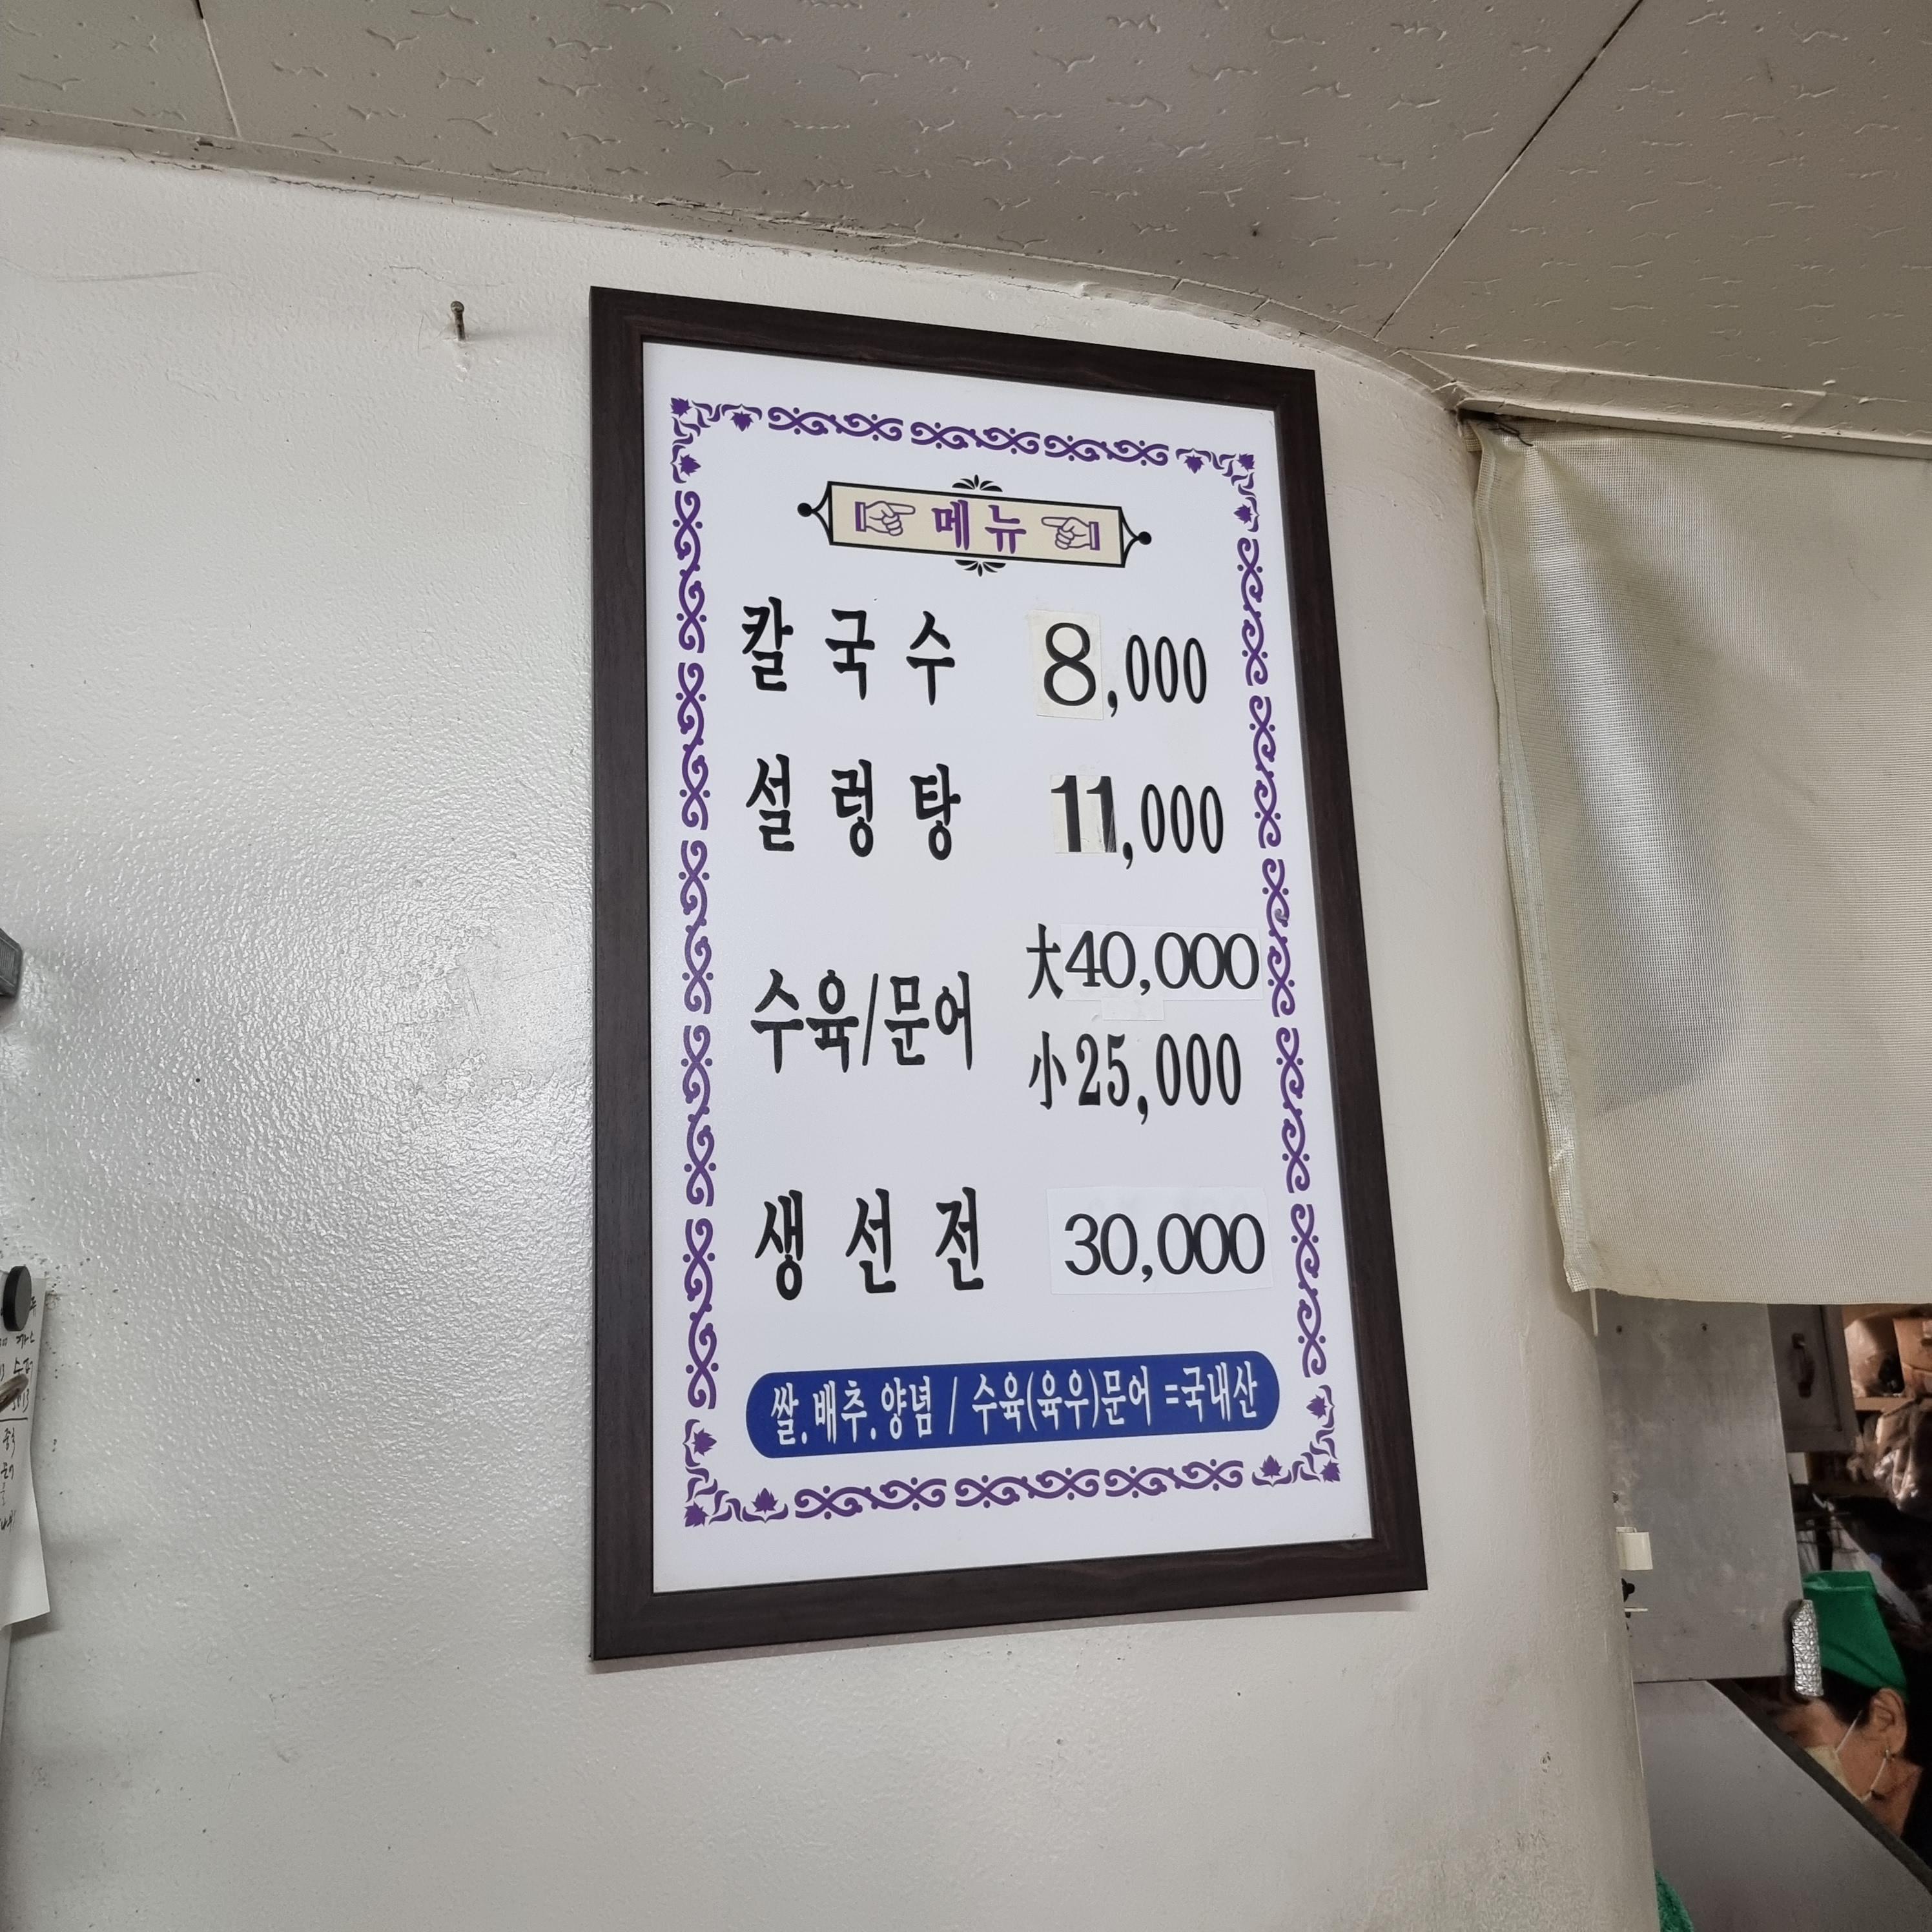 메뉴
칼국수 8,000
설렁탕 11,000
수육/문어 大40,000
小25,000
생선전 30,000
쌀.배추.양념 / 수육(육우)문어 =국내산